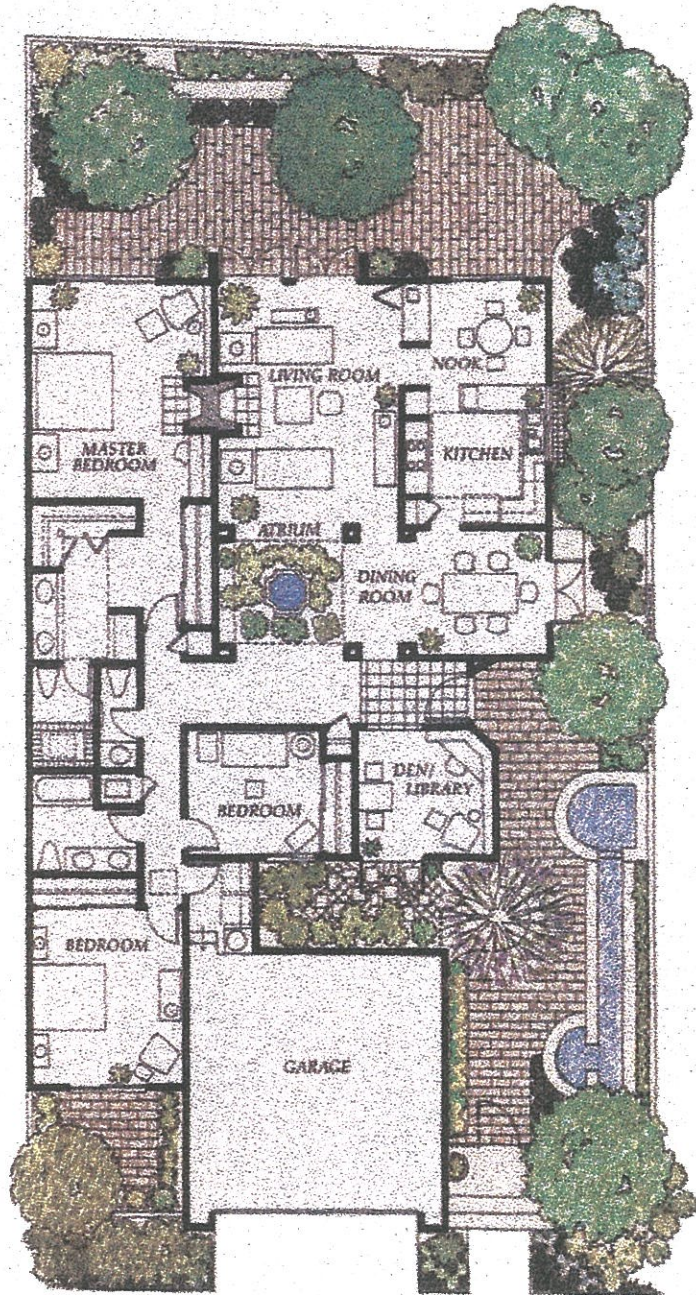 LIVING ROOM
NOOK
MASTER
BEDROOM
KITCHEN
ATRIUM
DINING
ROOM
BEDROOM
DEN/
LIBRARY
BEDROOM
GARAGE